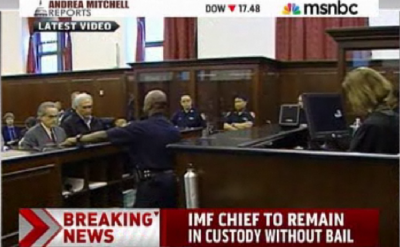 ANDREA MITCHELL
REPORTS
LATEST VIDEO
DOW ▼ 17.48
msnbc
BREAKING
NEWS
IMF CHIEF TO REMAIN
IN CUSTODY WITHOUT BAIL